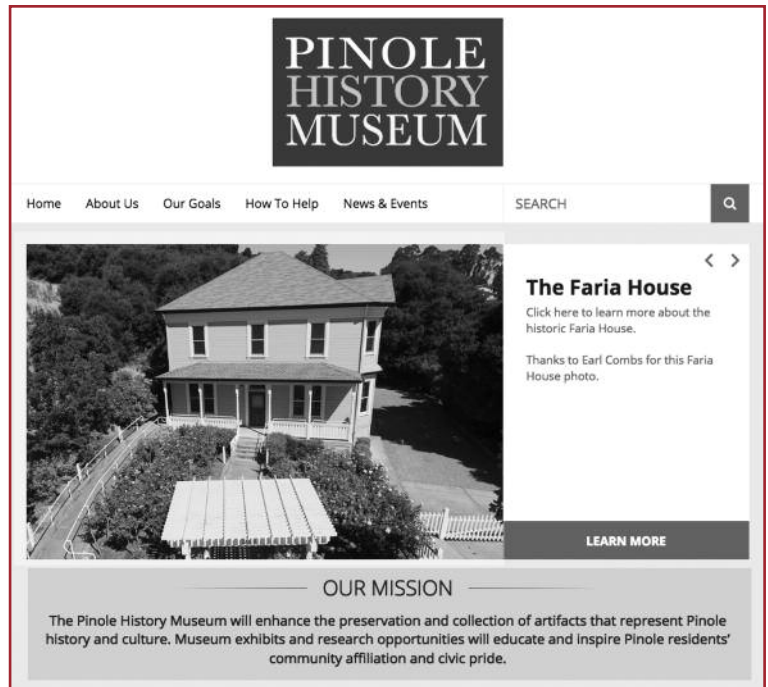 PINOLE
HISTORY
MUSEUM
Home About Us Our Goals How To Help News & Events SEARCH
The Faria House
Click here to learn more about the
historic Faria House.
Thanks to Earl Combs for this Faria
House photo.
LEARN MORE
OUR MISSION
The Pinole History Museum will enhance the preservation and collection of artifacts that represent Pinole
history and culture. Museum exhibits and research opportunities will educate and inspire Pinole residents’
community affiliation and civic pride.